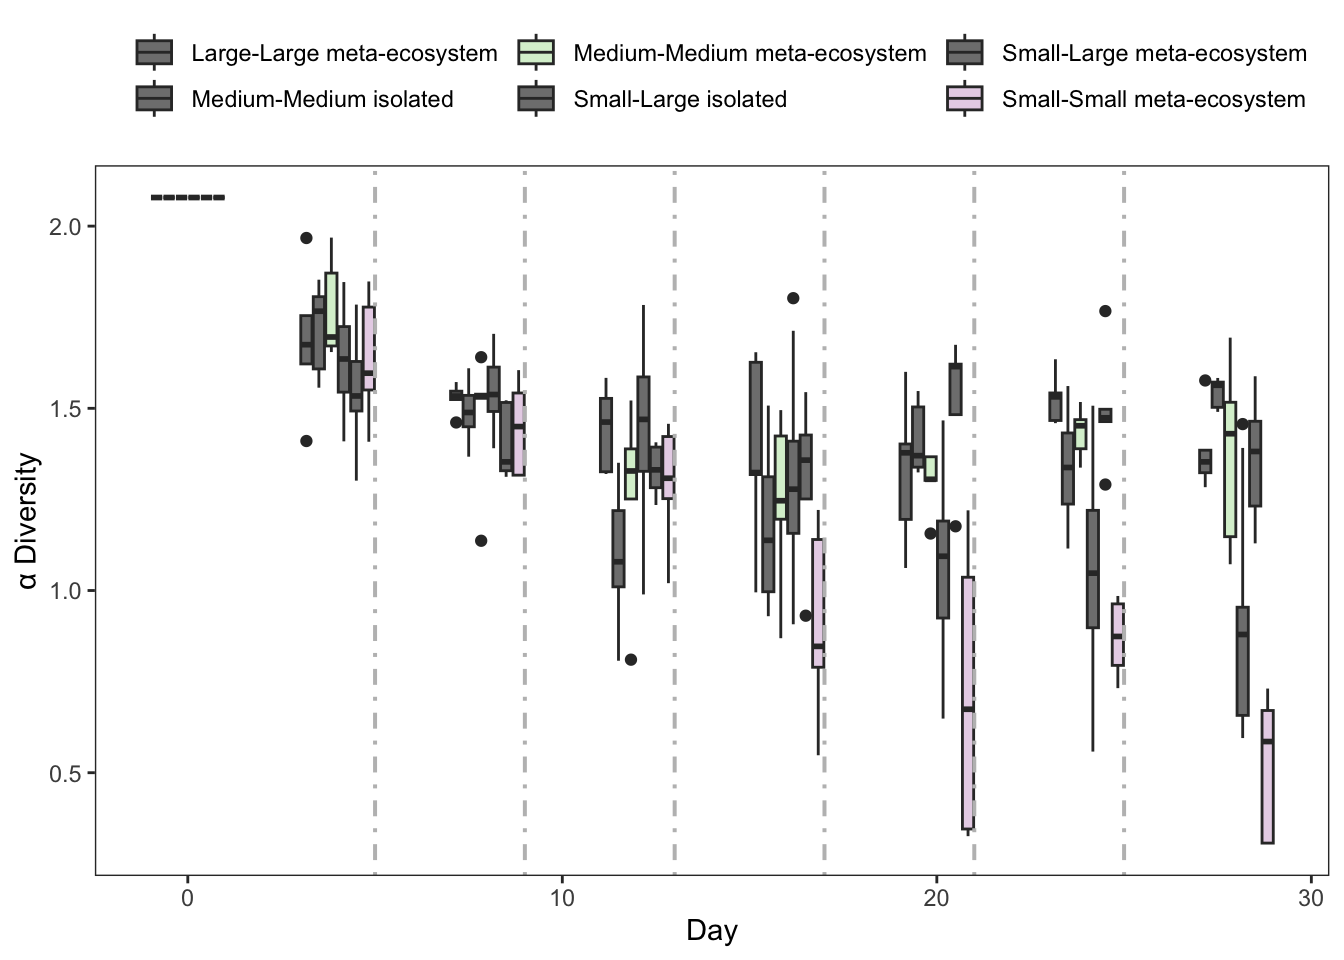 Large-Large meta-ecosystem Medium-Medium meta-ecosystem Small-Large meta-ecosystem
Medium-Medium isolated Small-Large isolated Small-Small meta-ecosystem
2.0
1.5
1.0
0.5
α Diversity
0 10 20 30
Day